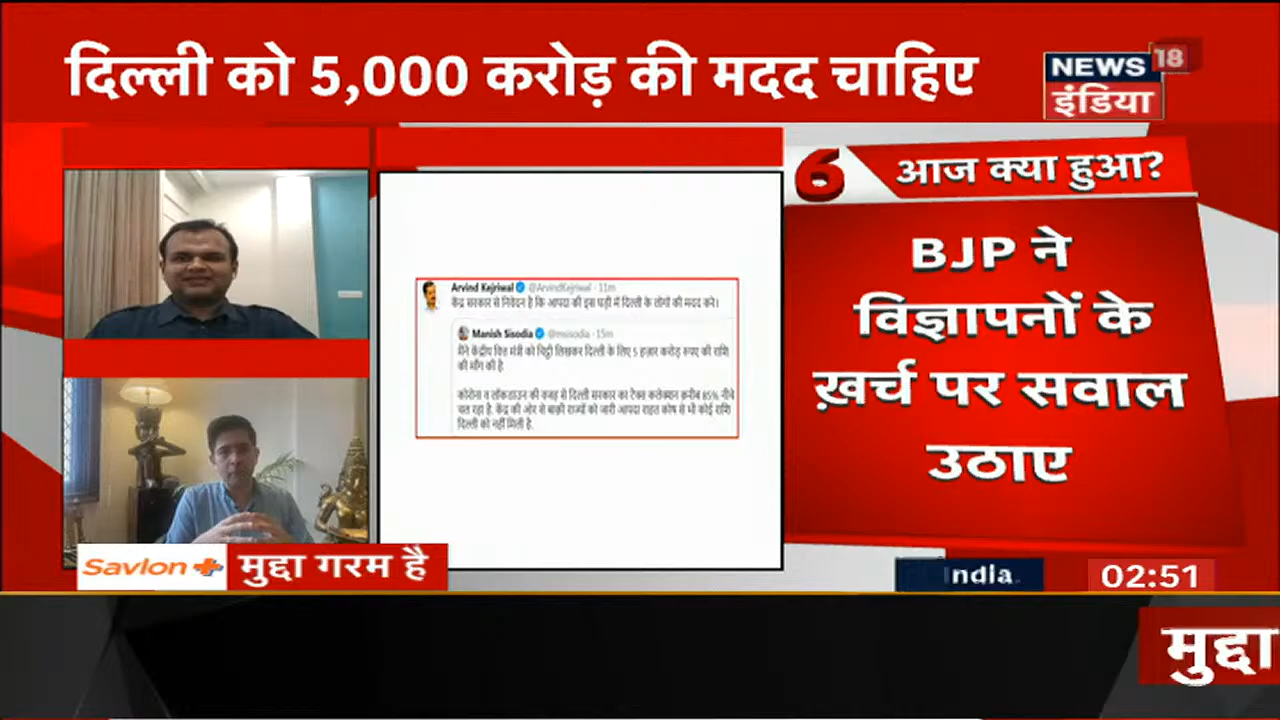 दिल्ली को 5,000 करोड़ की मदद चाहिए
NEWS 18
इंडिया
6 आज क्या हुआ?
BJP ने
विज्ञापनों के
ख़र्च पर सवाल
उठाए
Arvind Kejriwal @ArvindKejriwal · 11m
केंद्र सरकार से निवेदन है कि आपदा की इस घड़ी में दिल्ली के लोगों की मदद करे।
Manish Sisodia @msisodia · 15m
मैंने केंद्रीय वित्त मंत्री को चिट्ठी लिखकर दिल्ली के लिए 5 हज़ार करोड़ रूपए की राशि
की माँग की है.
कोरोना व लॉकडाउन की वजह से दिल्ली सरकार का टैक्स कलेक्शन क़रीब 85% नीचे
चल रहा है. केंद्र की ओर से बाक़ी राज्यों को जारी आपदा राहत कोष से भी कोई राशि
दिल्ली को नहीं मिली है.
Savlon मुद्दा गरम है
India
02:51
मुद्दा